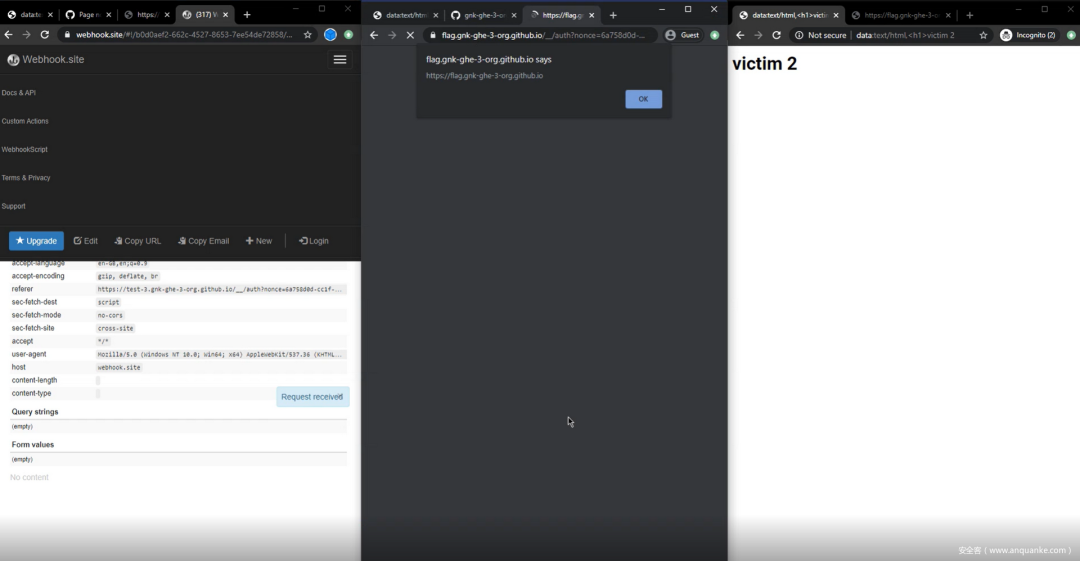 data:te
Page n
https:/
(317) W
webhook.site/#!/b0d0aef2-662c-4527-8653-7ee54de72858/...
Webhook.site
Docs & API
Custom Actions
WebhookScript
Terms & Privacy
Support
Upgrade
Edit
Copy URL
Copy Email
New
Login
accept-language en-GB,en;q=0.9
accept-encoding gzip, deflate, br
referer https://test-3.gnk-ghe-3-org.github.io/__/auth?nonce=6a758d0d-cc1f-...
sec-fetch-dest script
sec-fetch-mode no-cors
sec-fetch-site cross-site
accept */*
user-agent Mozilla/5.0 (Windows NT 10.0; Win64; x64) AppleWebKit/537.36 (KHTML...
host webhook.site
content-length
content-type
Request received
Query strings
(empty)
Form values
(empty)
No content
data:text/htm
gnk-ghe-3-or
https://flag.g
flag.gnk-ghe-3-org.github.io/__/auth?nonce=6a758d0d-...
Guest
flag.gnk-ghe-3-org.github.io says
https://flag.gnk-ghe-3-org.github.io
OK
data:text/html,<h1>victim
https://flag.gnk-ghe-3-o
Not secure
data:text/html,<h1>victim 2
Incognito (2)
victim 2
安全客（www.anquanke.com）